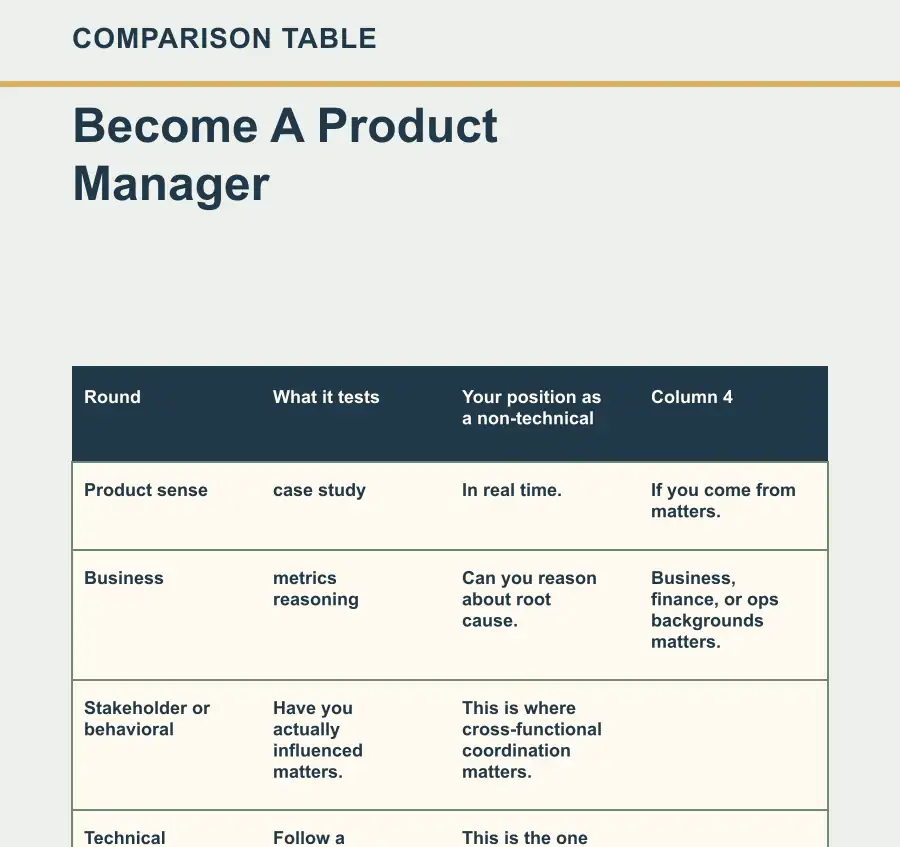 COMPARISON TABLE
Become A Product
Manager
Round
What it tests
Your position as
a non-technical
Column 4
Product sense
case study
In real time.
If you come from
matters.
Business
metrics
reasoning
Can you reason
about root
cause.
Business,
finance, or ops
backgrounds
matters.
Stakeholder or
behavioral
Have you
actually
influenced
matters.
This is where
cross-functional
coordination
matters.
Technical
Follow a
This is the one